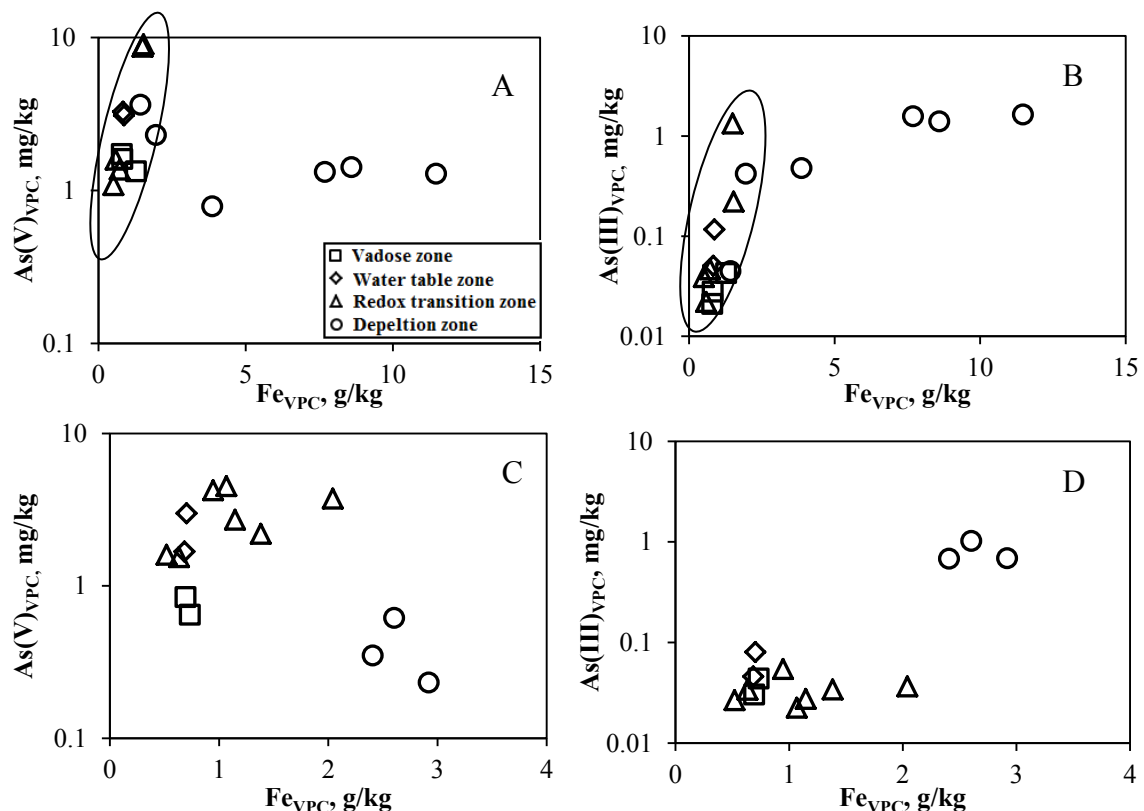 A
10
1
0.1
As(V)VPC, mg/kg
0
5
10
15
FeVPC, g/kg
Vadose zone
Water table zone
Redox transition zone
Depeltion zone
B
10
1
0.1
0.01
As(III)VPC, mg/kg
0
5
10
15
FeVPC, g/kg
C
10
1
0.1
As(V)VPC, mg/kg
0
1
2
3
4
FeVPC, g/kg
D
10
1
0.1
0.01
As(III)VPC, mg/kg
0
1
2
3
4
FeVPC, g/kg